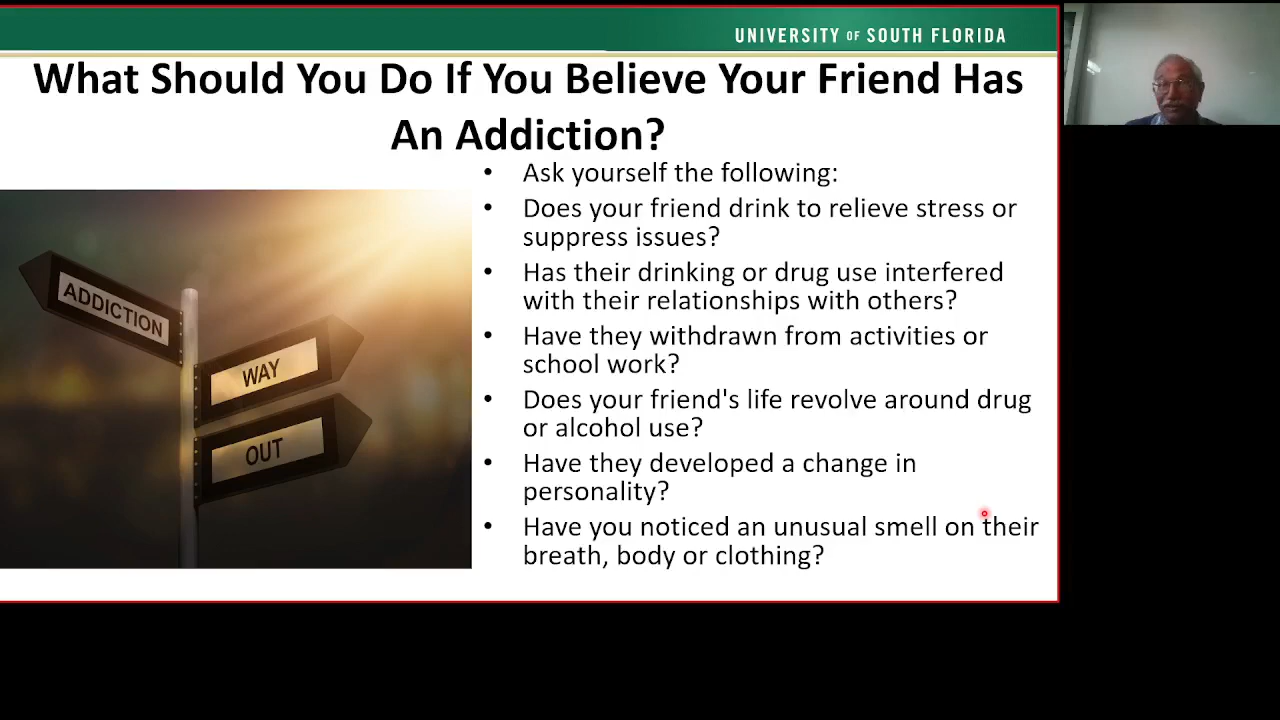 UNIVERSITY OF SOUTH FLORIDA
What Should You Do If You Believe Your Friend Has
An Addiction?
• Ask yourself the following:
• Does your friend drink to relieve stress or
suppress issues?
• Has their drinking or drug use interfered
with their relationships with others?
• Have they withdrawn from activities or
school work?
• Does your friend's life revolve around drug
or alcohol use?
• Have they developed a change in
personality?
• Have you noticed an unusual smell on their
breath, body or clothing?
ADDICTION
WAY
OUT